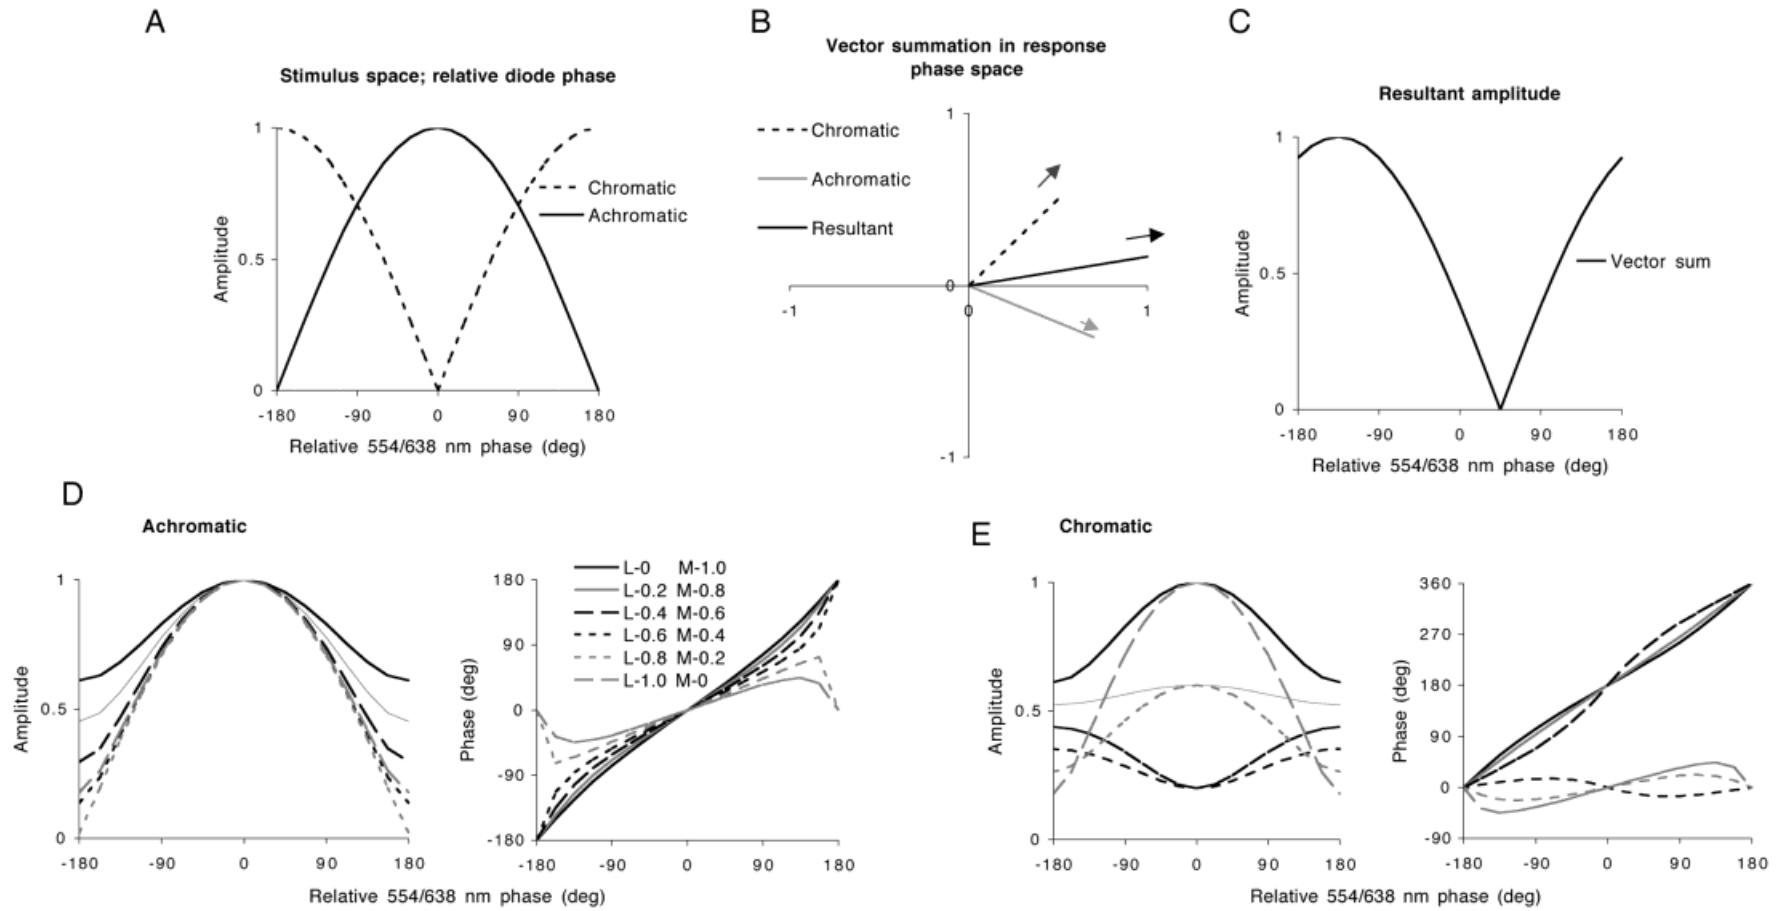 A
Stimulus space; relative diode phase
1
0.5
0
Amplitude
Chromatic
Achromatic
-180 -90 0 90 180
Relative 554/638 nm phase (deg)
B
Vector summation in response
phase space
Chromatic
Achromatic
Resultant
1
0
-1 0 1
-1
C
Resultant amplitude
1
0.5
0
Amplitude
Vector sum
-180 -90 0 90 180
Relative 554/638 nm phase (deg)
D
Achromatic
1
0.5
0
Amplitude
-180 -90 0 90 180
180
90
0
-90
-180
Phase (deg)
L-0 M-1.0
L-0.2 M-0.8
L-0.4 M-0.6
L-0.6 M-0.4
L-0.8 M-0.2
L-1.0 M-0
-180 -90 0 90 180
Relative 554/638 nm phase (deg)
E
Chromatic
1
0.5
0
Amplitude
-180 -90 0 90 180
360
270
180
90
0
-90
Phase (deg)
-180 -90 0 90 180
Relative 554/638 nm phase (deg)